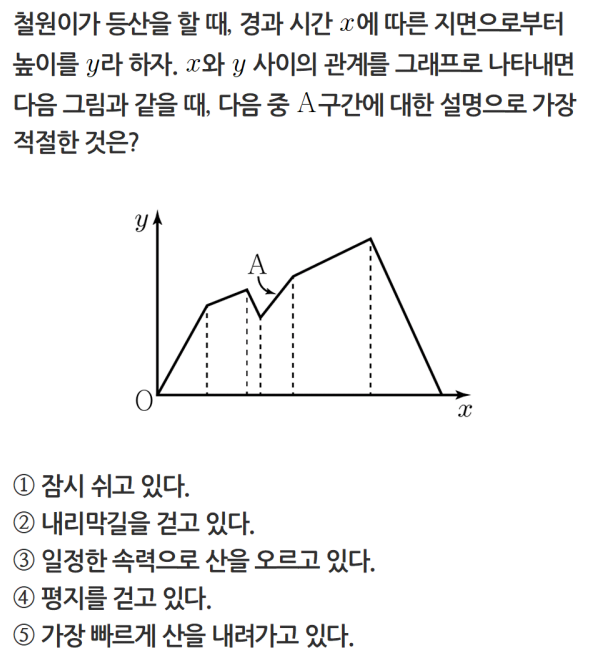 철원이가 등산을 할 때, 경과 시간 x에 따른 지면으로부터
높이를 y라 하자. x와 y 사이의 관계를 그래프로 나타내면
다음 그림과 같을 때, 다음 중 A구간에 대한 설명으로 가장
적절한 것은?
y
A
O
x
① 잠시 쉬고 있다.
② 내리막길을 걷고 있다.
③ 일정한 속력으로 산을 오르고 있다.
④ 평지를 걷고 있다.
⑤ 가장 빠르게 산을 내려가고 있다.